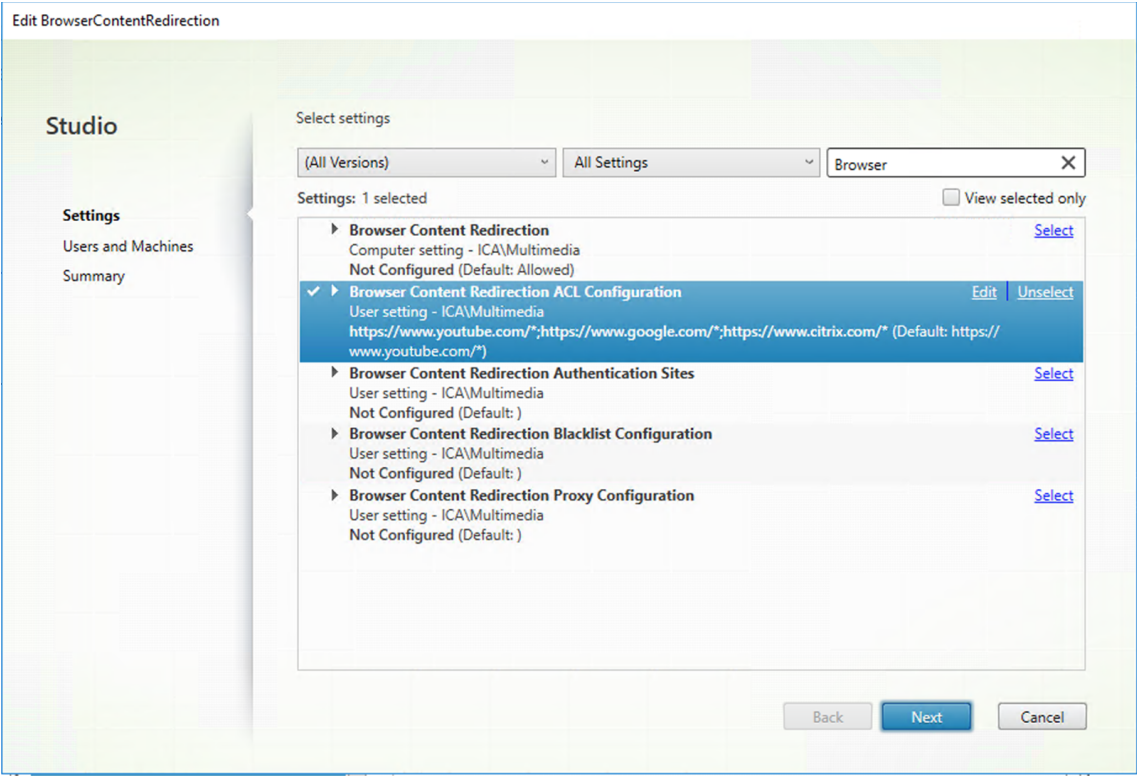 Edit BrowserContentRedirection
Studio
Settings
Users and Machines
Summary
Select settings
(All Versions)
All Settings
Browser
Settings: 1 selected
View selected only
Browser Content Redirection
Select
Computer setting - ICA\Multimedia
Not Configured (Default: Allowed)
Browser Content Redirection ACL Configuration
Edit
Unselect
User setting - ICA\Multimedia
https://www.youtube.com/*;https://www.google.com/*;https://www.citrix.com/* (Default: https://
www.youtube.com/*)
Browser Content Redirection Authentication Sites
Select
User setting - ICA\Multimedia
Not Configured (Default: )
Browser Content Redirection Blacklist Configuration
Select
User setting - ICA\Multimedia
Not Configured (Default: )
Browser Content Redirection Proxy Configuration
Select
User setting - ICA\Multimedia
Not Configured (Default: )
Back
Next
Cancel